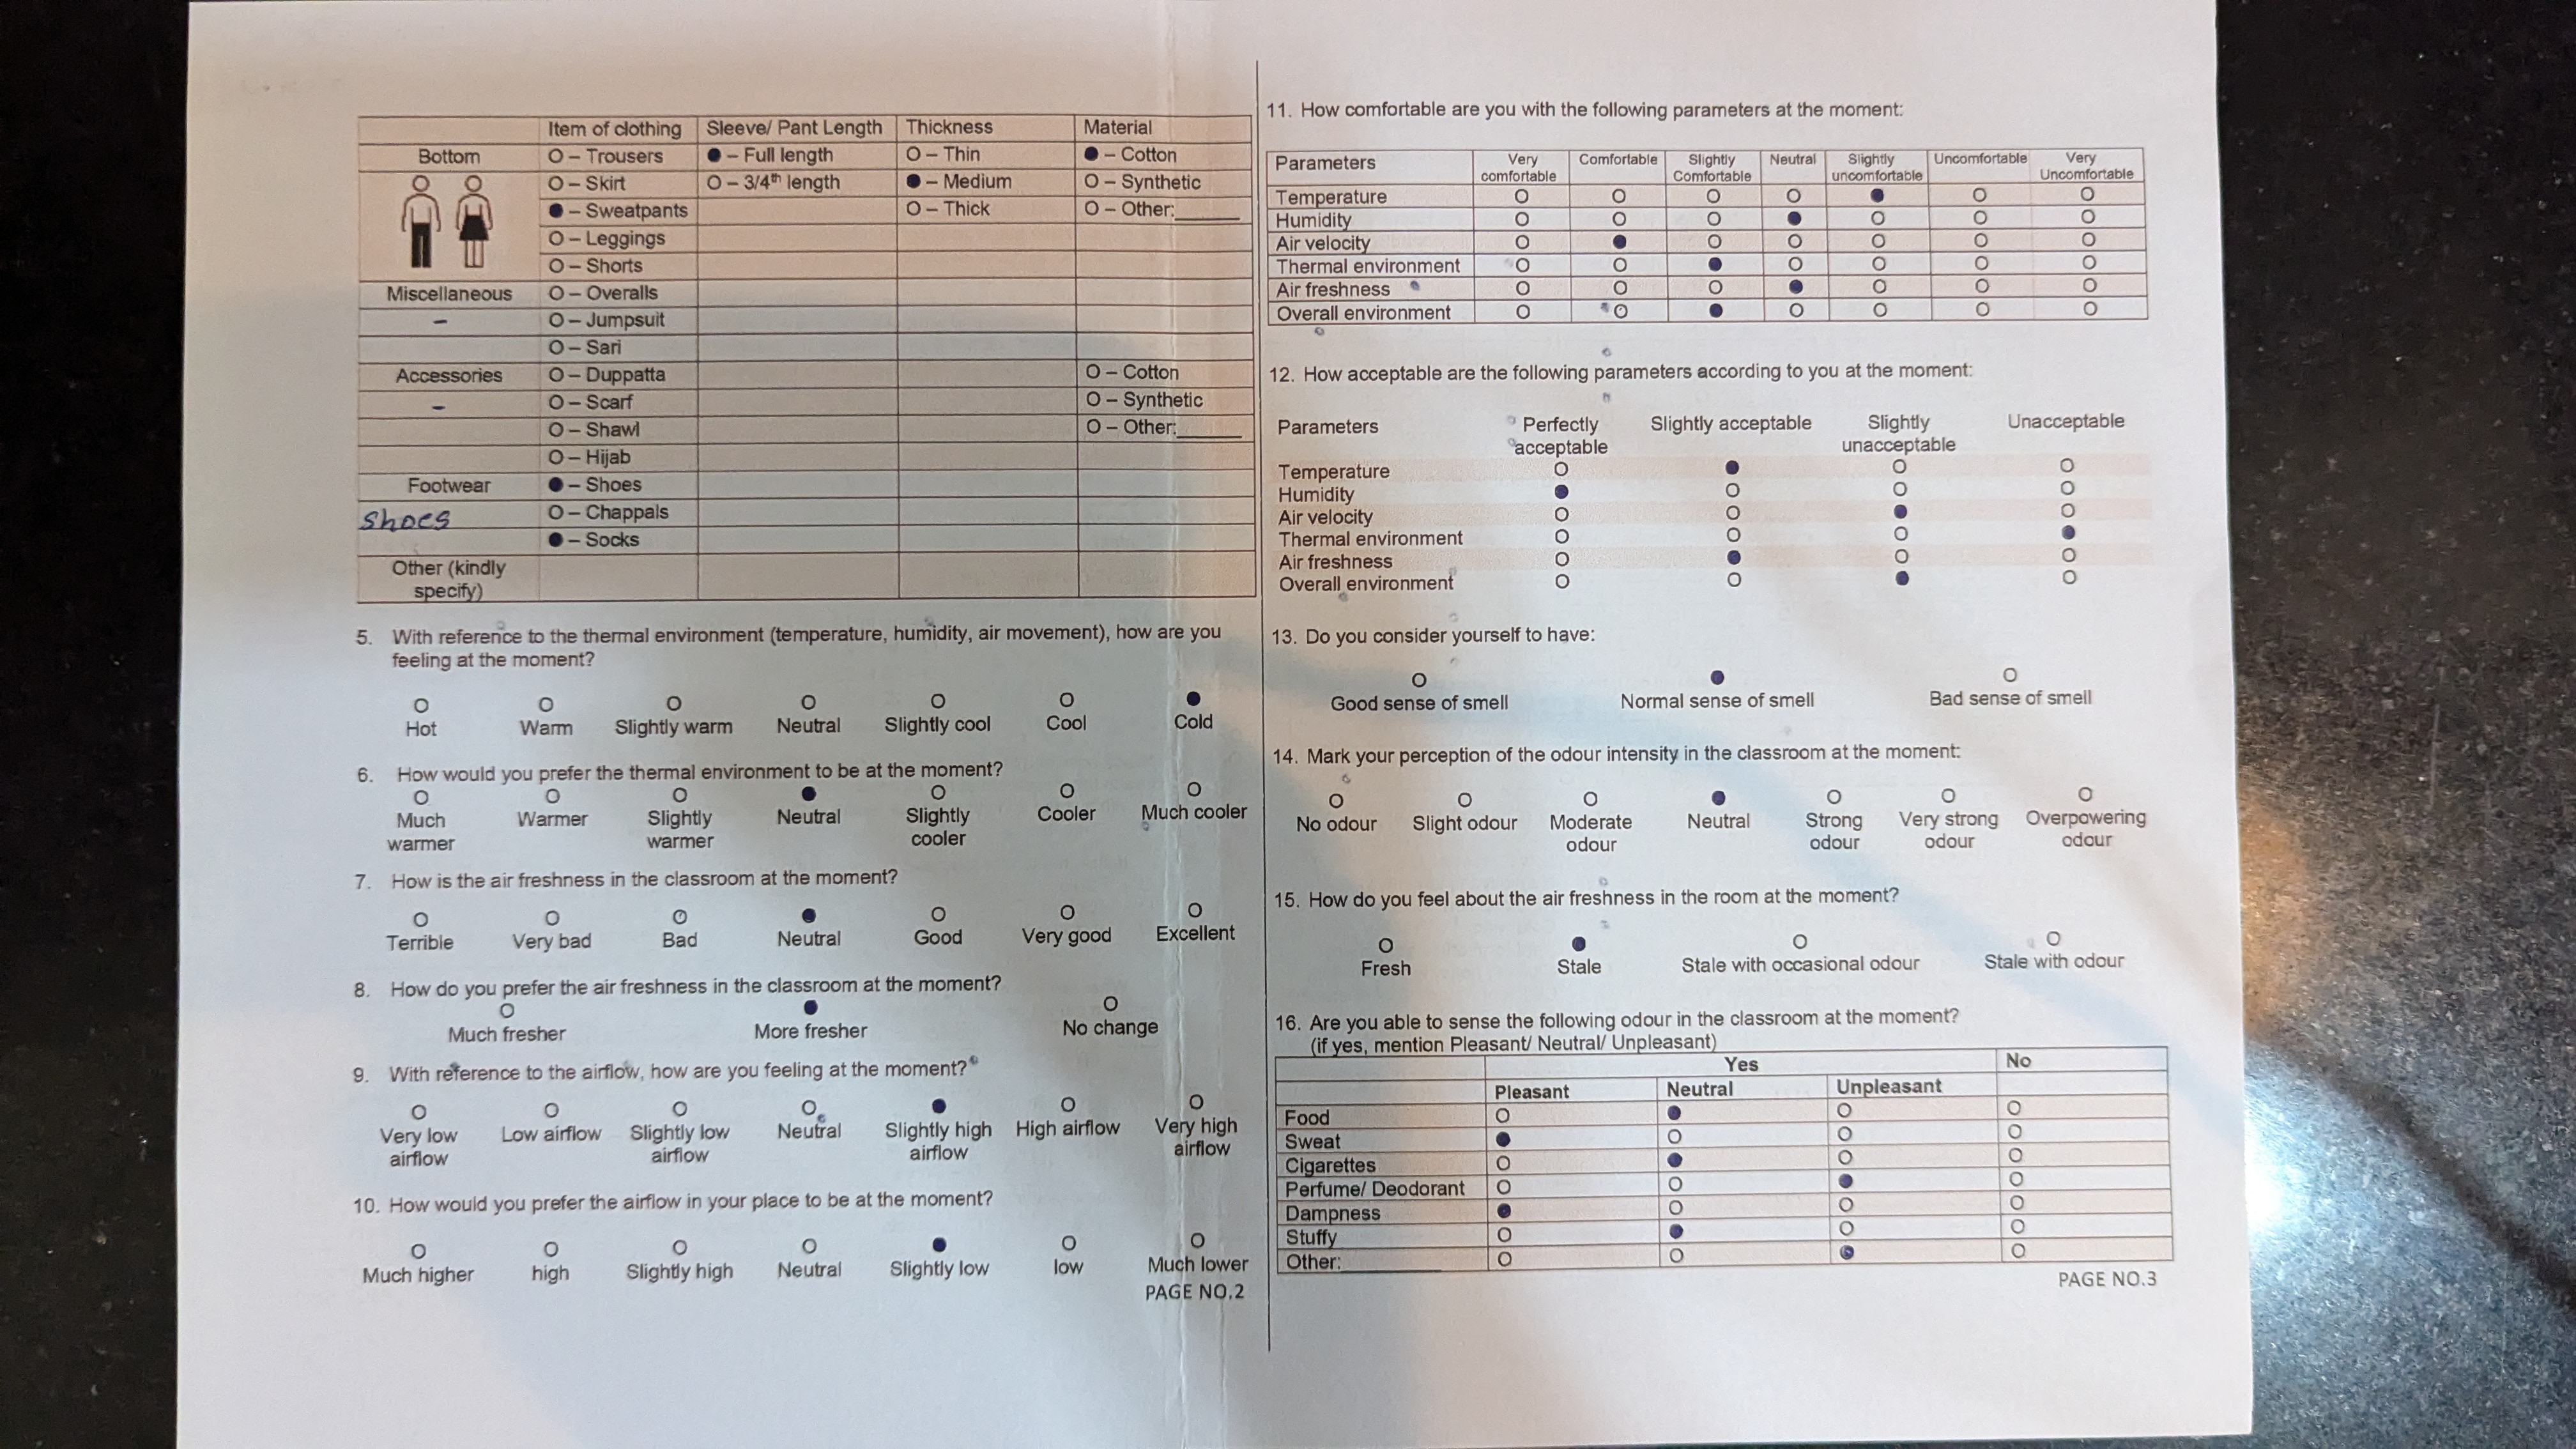 Item of clothing Sleeve/ Pant Length Thickness Material
Bottom O – Trousers ● – Full length O – Thin ● – Cotton
O – Skirt O – 3/4th length ● – Medium O – Synthetic
● – Sweatpants O – Thick O – Other:______
O – Leggings
O – Shorts
Miscellaneous O – Overalls
– O – Jumpsuit
O – Sari
Accessories O – Duppatta O – Cotton
– O – Scarf O – Synthetic
O – Shawl O – Other:______
O – Hijab
Footwear ● – Shoes
shoes O – Chappals
● – Socks
Other (kindly
specify)
5. With reference to the thermal environment (temperature, humidity, air movement), how are you
feeling at the moment?
O O O O O O ●
Hot Warm Slightly warm Neutral Slightly cool Cool Cold
6. How would you prefer the thermal environment to be at the moment?
O O O ● O O O
Much Warmer Slightly Neutral Slightly Cooler Much cooler
warmer warmer cooler
7. How is the air freshness in the classroom at the moment?
O O O ● O O O
Terrible Very bad Bad Neutral Good Very good Excellent
8. How do you prefer the air freshness in the classroom at the moment?
O ● O
Much fresher More fresher No change
9. With reference to the airflow, how are you feeling at the moment?
O O O O ● O O
Very low Low airflow Slightly low Neutral Slightly high High airflow Very high
airflow airflow airflow airflow
10. How would you prefer the airflow in your place to be at the moment?
O O O O ● O O
Much higher high Slightly high Neutral Slightly low low Much lower
PAGE NO.2
11. How comfortable are you with the following parameters at the moment:
Parameters Very Comfortable Slightly Neutral Slightly Uncomfortable Very
comfortable Comfortable uncomfortable Uncomfortable
Temperature O O O O ● O O
Humidity O O O ● O O O
Air velocity O ● O O O O O
Thermal environment O O ● O O O O
Air freshness O O O ● O O O
Overall environment O O ● O O O O
12. How acceptable are the following parameters according to you at the moment:
Parameters Perfectly Slightly acceptable Slightly Unacceptable
acceptable unacceptable
Temperature O ● O O
Humidity ● O O O
Air velocity O O ● O
Thermal environment O O O ●
Air freshness O ● O O
Overall environment O O ● O
13. Do you consider yourself to have:
O ● O
Good sense of smell Normal sense of smell Bad sense of smell
14. Mark your perception of the odour intensity in the classroom at the moment:
O O O ● O O O
No odour Slight odour Moderate Neutral Strong Very strong Overpowering
odour odour odour odour
15. How do you feel about the air freshness in the room at the moment?
O ● O O
Fresh Stale Stale with occasional odour Stale with odour
16. Are you able to sense the following odour in the classroom at the moment?
(if yes, mention Pleasant/ Neutral/ Unpleasant)
Yes No
Pleasant Neutral Unpleasant
Food O ● O O
Sweat ● O O O
Cigarettes O ● O O
Perfume/ Deodorant O O ● O
Dampness ● O O O
Stuffy O ● O O
Other:__________ O O ● O
PAGE NO.3